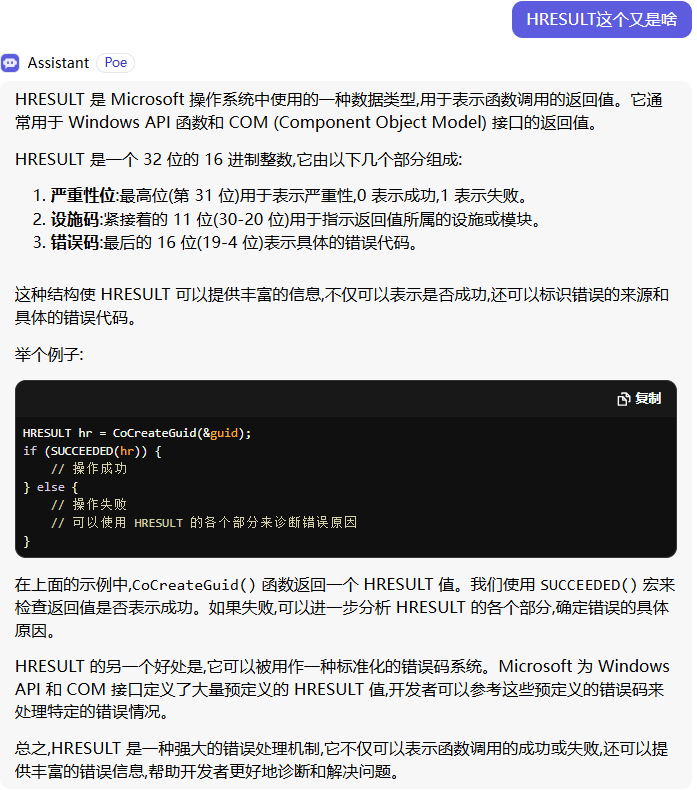 HRESULT这个又是啥
Assistant Poe
HRESULT 是 Microsoft 操作系统中使用的一种数据类型,用于表示函数调用的返回值。它通
常用于 Windows API 函数和 COM (Component Object Model) 接口的返回值。
HRESULT 是一个 32 位的 16 进制整数,它由以下几个部分组成:
1. 严重性位:最高位(第 31 位)用于表示严重性,0 表示成功,1 表示失败。
2. 设施码:紧接着的 11 位(30-20 位)用于指示返回值所属的设施或模块。
3. 错误码:最后的 16 位(19-4 位)表示具体的错误代码。
这种结构使 HRESULT 可以提供丰富的信息,不仅可以表示是否成功,还可以标识错误的来源和
具体的错误代码。
举个例子:
复制
HRESULT hr = CoCreateGuid(&guid);
if (SUCCEEDED(hr)) {
    // 操作成功
} else {
    // 操作失败
    // 可以使用 HRESULT 的各个部分来诊断错误原因
}
在上面的示例中,CoCreateGuid() 函数返回一个 HRESULT 值。我们使用 SUCCEEDED() 宏来
检查返回值是否表示成功。如果失败,可以进一步分析 HRESULT 的各个部分,确定错误的具体
原因。
HRESULT 的另一个好处是,它可以被用作一种标准化的错误码系统。Microsoft 为 Windows
API 和 COM 接口定义了大量预定义的 HRESULT 值,开发者可以参考这些预定义的错误码来
处理特定的错误情况。
总之,HRESULT 是一种强大的错误处理机制,它不仅可以表示函数调用的成功或失败,还可以提
供丰富的错误信息,帮助开发者更好地诊断和解决问题。